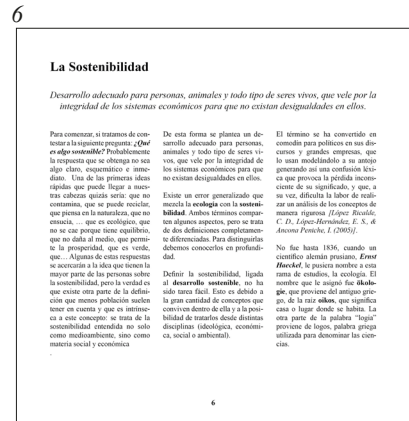 6
La Sostenibilidad
Desarrollo adecuado para personas, animales y todo tipo de seres vivos, que vele por la
integridad de los sistemas económicos para que no existan desigualdades en ellos.
Para comenzar, si tratamos de con-
testar a la siguiente pregunta: ¿Qué
es algo sostenible? Probablemente
la respuesta que se obtenga no sea
algo claro, esquemático e inme-
diato. Una de las primeras ideas
rápidas que puede llegar a nues-
tras cabezas quizás sería: que no
contamina, que se puede reciclar,
que piensa en la naturaleza, que no
ensucia, … que es ecológico, que
no se cae porque tiene equilibrio,
que no daña al medio, que permi-
te la prosperidad, que es verde,
que… Algunas de estas respuestas
se acercarán a la idea que tienen la
mayor parte de las personas sobre
la sostenibilidad, pero la verdad es
que existe otra parte de la defini-
ción que menos población suelen
tener en cuenta y que es intrínse-
ca a este concepto: se trata de la
sostenibilidad entendida no solo
como medioambiente, sino como
materia social y económica
.
De esta forma se plantea un de-
sarrollo adecuado para personas,
animales y todo tipo de seres vi-
vos, que vele por la integridad de
los sistemas económicos para que
no existan desigualdades en ellos.
Existe un error generalizado que
mezcla la ecología con la sosteni-
bilidad. Ambos términos compar-
ten algunos aspectos, pero se trata
de dos definiciones completamen-
te diferenciadas. Para distinguirlas
debemos conocerlos en profundi-
dad.
Definir la sostenibilidad, ligada
al desarrollo sostenible, no ha
sido tarea fácil. Esto es debido a
la gran cantidad de conceptos que
conviven dentro de ella y a la posi-
bilidad de tratarlos desde distintas
disciplinas (ideológica, económi-
ca, social o ambiental).
El término se ha convertido en
comodín para políticos en sus dis-
cursos y grandes empresas, que
lo usan modelándolo a su antojo
generando así una confusión léxi-
ca que provoca la pérdida incons-
ciente de su significado, y que, a
su vez, dificulta la labor de reali-
zar un análisis de los conceptos de
manera rigurosa [López Ricalde,
C. D., López-Hernández, E. S., &
Ancona Peniche, I. (2005)].
No fue hasta 1836, cuando un
científico alemán prusiano, Ernst
Haeckel, le pusiera nombre a esta
rama de estudios, la ecología. El
nombre que le asignó fue ökolo-
gie, que proviene del antiguo grie-
go, de la raíz oikos, que significa
casa o lugar donde se habita. La
otra parte de la palabra "logía"
proviene de logos, palabra griega
utilizada para denominar las cien-
cias.
6